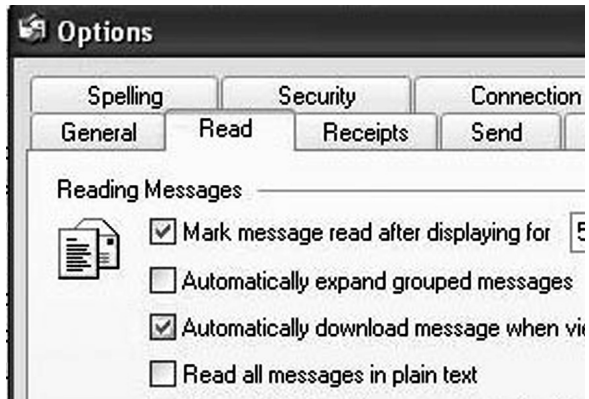 Options
Spelling Security Connection
General Read Receipts Send
Reading Messages
Mark message read after displaying for 5
Automatically expand grouped messages
Automatically download message when
Read all messages in plain text